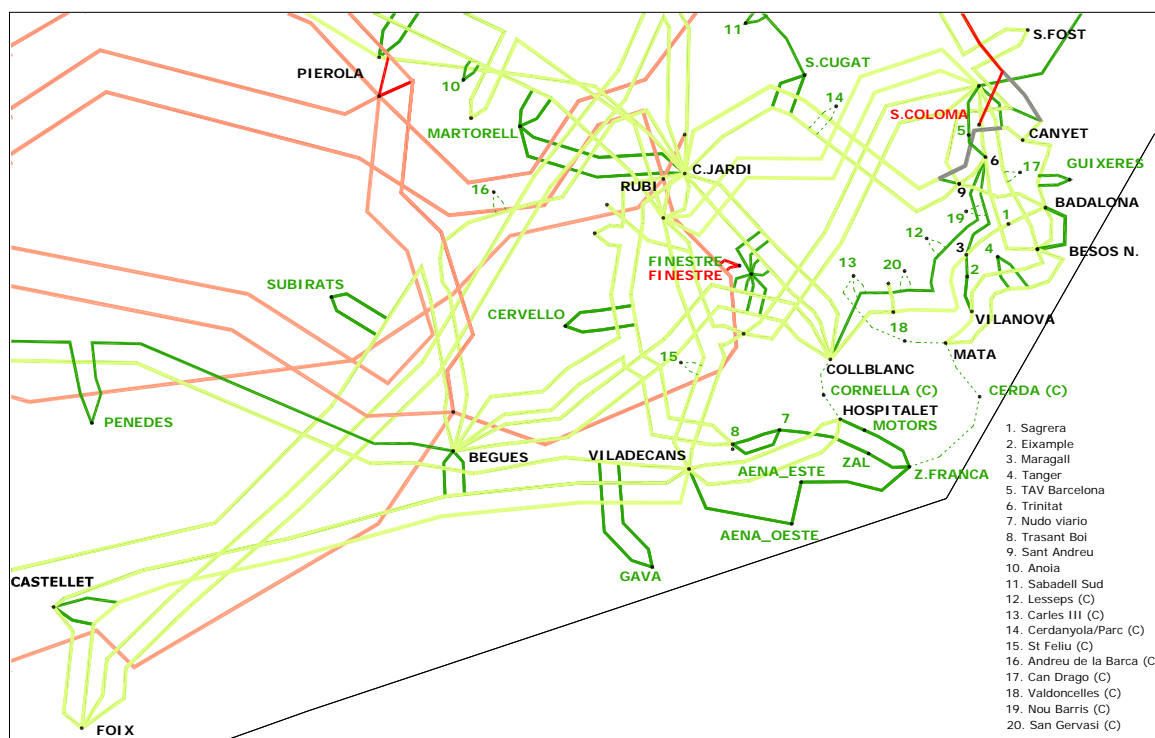 11
S.FOST
S.CUGAT
PIEROLA
10
14
S.COLOMA
MARTORELL
5
CANYET
6
17
GUIXERES
C.JARDI
RUBI
16
9
BADALONA
19
1
12
3
4
BESOS N.
FINESTRE
FINESTRE
13
20
2
SUBIRATS
CERVELLO
18
VILANOVA
MATA
15
COLLBLANC
CORNELLA (C)
CERDA (C)
PENEDES
HOSPITALET
MOTORS
8
7
BEGUES
VILADECANS
ZAL
AENA_ESTE
Z.FRANCA
AENA_OESTE
GAVA
CASTELLET
FOIX
1. Sagrera
2. Eixample
3. Maragall
4. Tanger
5. TAV Barcelona
6. Trinitat
7. Nudo viario
8. Trasant Boi
9. Sant Andreu
10. Anoia
11. Sabadell Sud
12. Lesseps (C)
13. Carles III (C)
14. Cerdanyola/Parc (C)
15. St Feliu (C)
16. Andreu de la Barca (C
17. Can Drago (C)
18. Valdoncelles (C)
19. Nou Barris (C)
20. San Gervasi (C)